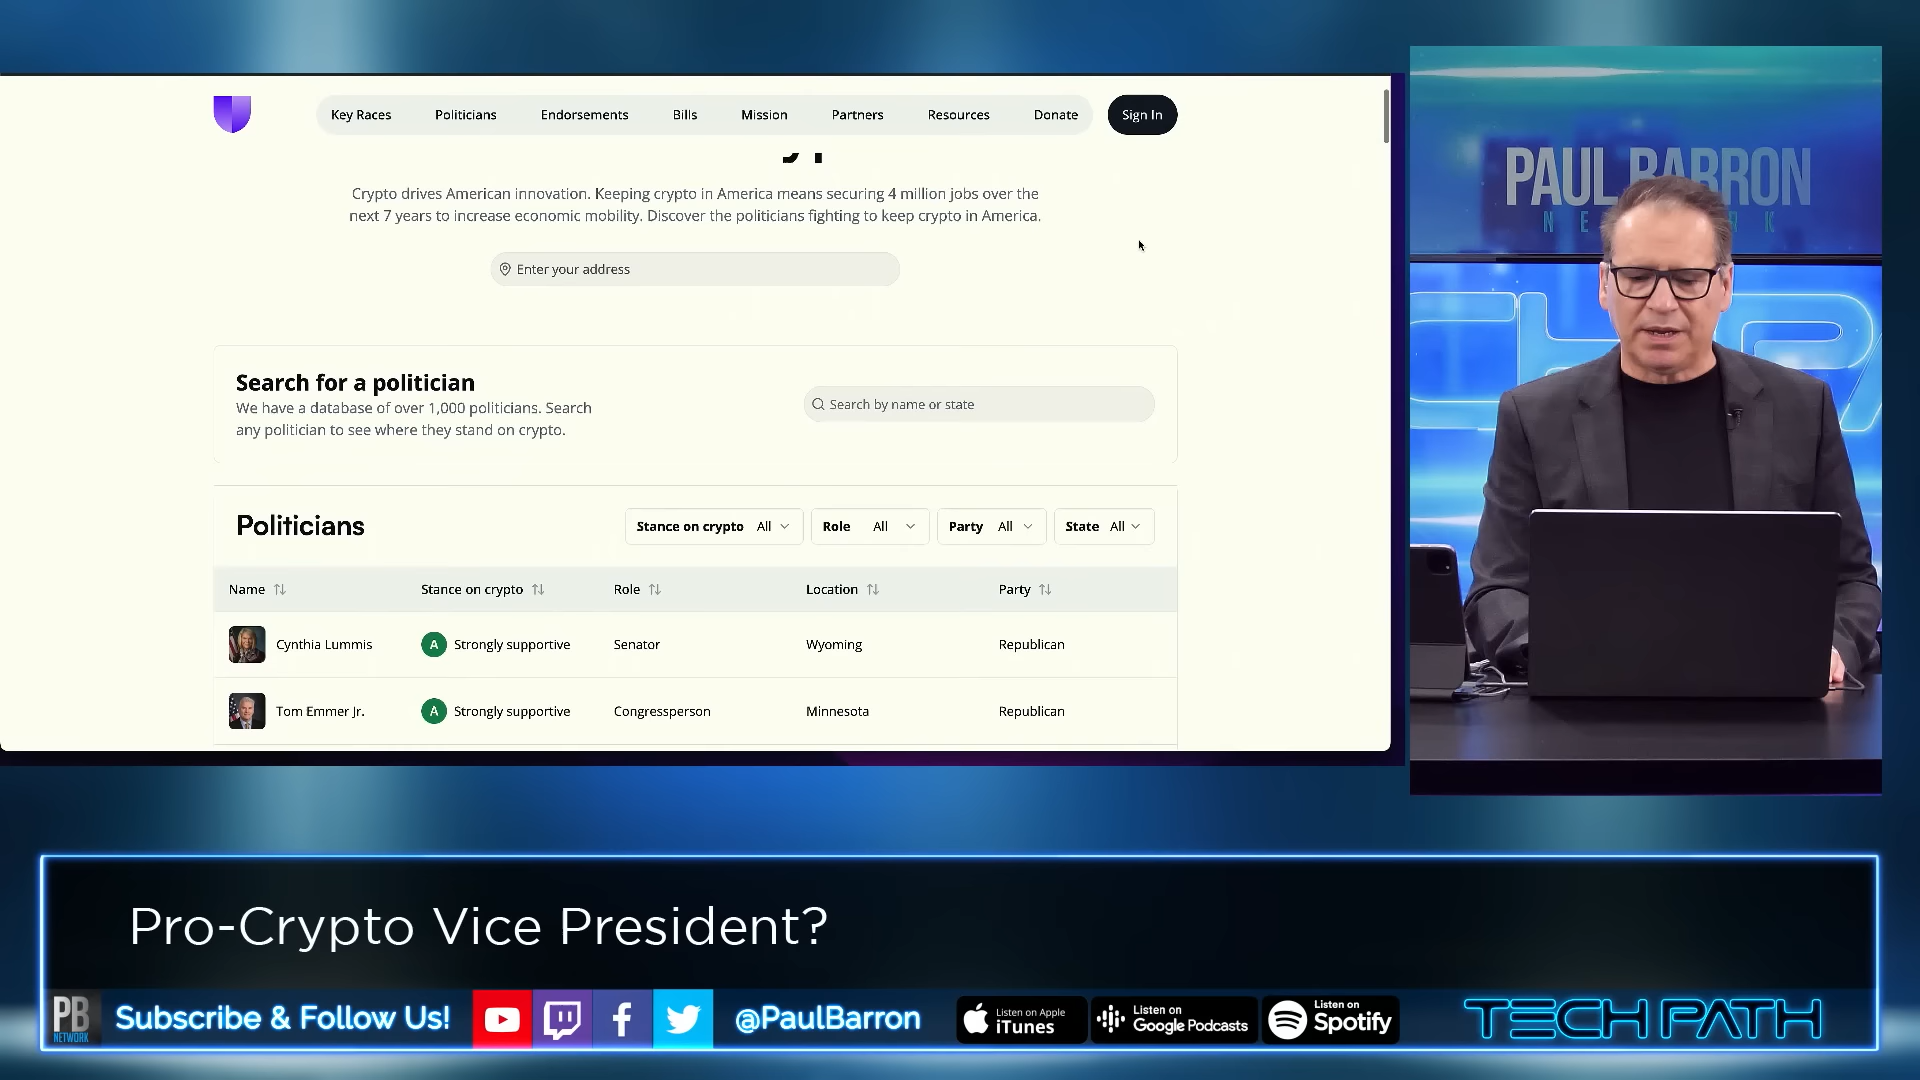 Key Races Politicians Endorsements Bills Mission Partners Resources Donate Sign In
Crypto drives American innovation. Keeping crypto in America means securing 4 million jobs over the
next 7 years to increase economic mobility. Discover the politicians fighting to keep crypto in America.
Enter your address
Search for a politician
We have a database of over 1,000 politicians. Search
any politician to see where they stand on crypto.
Search by name or state
Politicians
Stance on crypto All Role All Party All State All
Name Stance on crypto Role Location Party
Cynthia Lummis A Strongly supportive Senator Wyoming Republican
Tom Emmer Jr. A Strongly supportive Congressperson Minnesota Republican
PAUL BARRON
Pro-Crypto Vice President?
PB
NETWORK
Subscribe & Follow Us!
@PaulBarron
Listen on Apple
iTunes
Listen on
Google Podcasts
Listen on
Spotify
TECH PATH